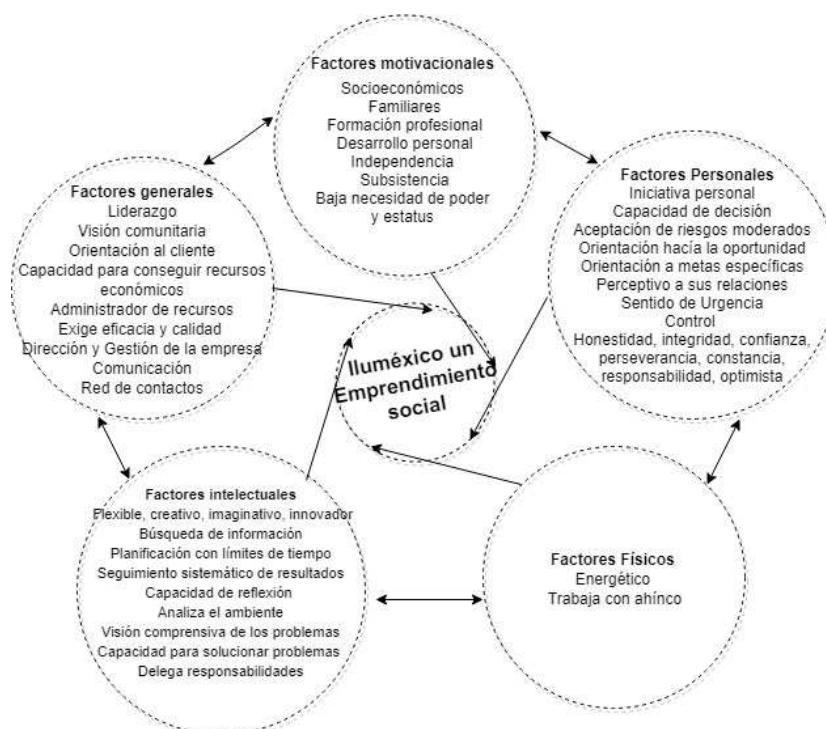 Factores motivacionales
Socioeconómicos
Familiares
Formación profesional
Desarrollo personal
Independencia
Subsistencia
Baja necesidad de poder
y estatus
Factores generales
Liderazgo
Visión comunitaria
Orientación al cliente
Capacidad para conseguir recursos
económicos
Administrador de recursos
Exige eficacia y calidad
Dirección y Gestión de la empresa
Comunicación
Red de contactos
Factores Personales
Iniciativa personal
Capacidad de decisión
Aceptación de riesgos moderados
Orientación hacía la oportunidad
Orientación a metas específicas
Perceptivo a sus relaciones
Sentido de Urgencia
Control
Honestidad, integridad, confianza,
perseverancia, constancia,
responsabilidad, optimista
Iluméxico un
Emprendimiento
social
Factores intelectuales
Flexible, creativo, imaginativo, innovador
Búsqueda de información
Planificación con límites de tiempo
Seguimiento sistemático de resultados
Capacidad de reflexión
Analiza el ambiente
Visión comprensiva de los problemas
Capacidad para solucionar problemas
Delega responsabilidades
Factores Físicos
Energético
Trabaja con ahínco